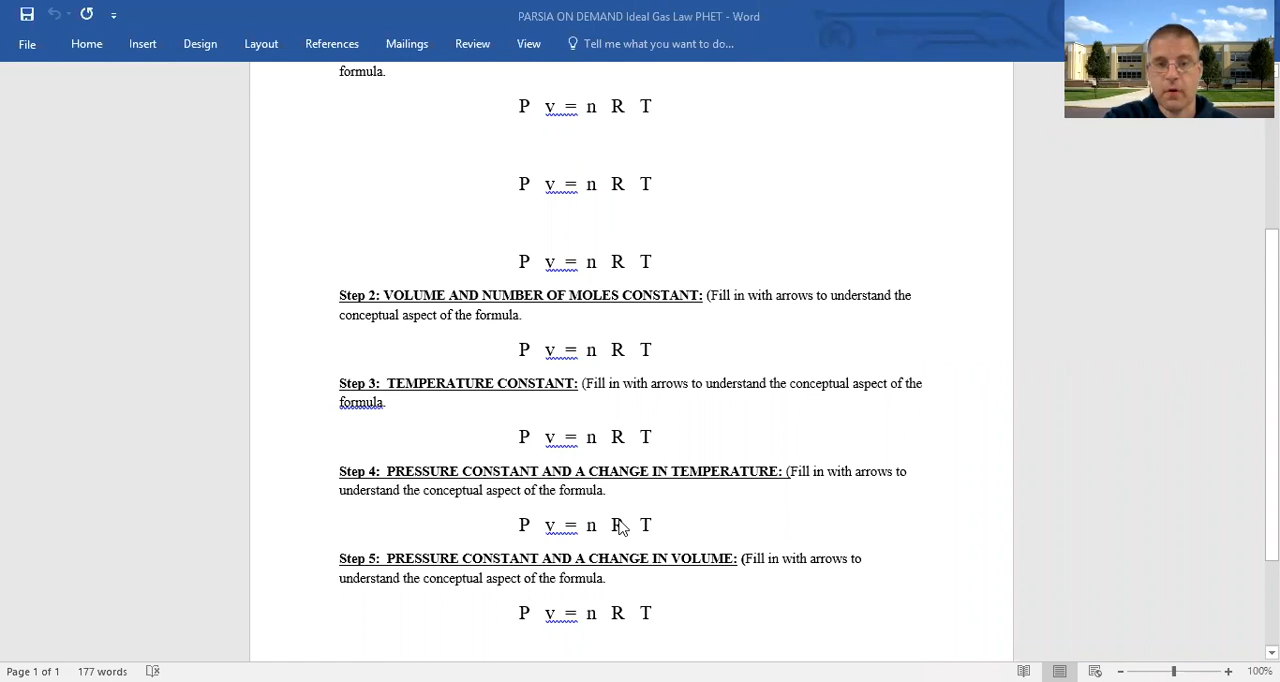 PARSIA ON DEMAND Ideal Gas Law PHET - Word
File Home Insert Design Layout References Mailings Review View Tell me what you want to do...
formula.
P v = n R T
P v = n R T
P v = n R T
Step 2: VOLUME AND NUMBER OF MOLES CONSTANT: (Fill in with arrows to understand the
conceptual aspect of the formula.
P v = n R T
Step 3: TEMPERATURE CONSTANT: (Fill in with arrows to understand the conceptual aspect of the
formula.
P v = n R T
Step 4: PRESSURE CONSTANT AND A CHANGE IN TEMPERATURE: (Fill in with arrows to
understand the conceptual aspect of the formula.
P v = n R T
Step 5: PRESSURE CONSTANT AND A CHANGE IN VOLUME: (Fill in with arrows to
understand the conceptual aspect of the formula.
P v = n R T
Page 1 of 1 177 words 100%